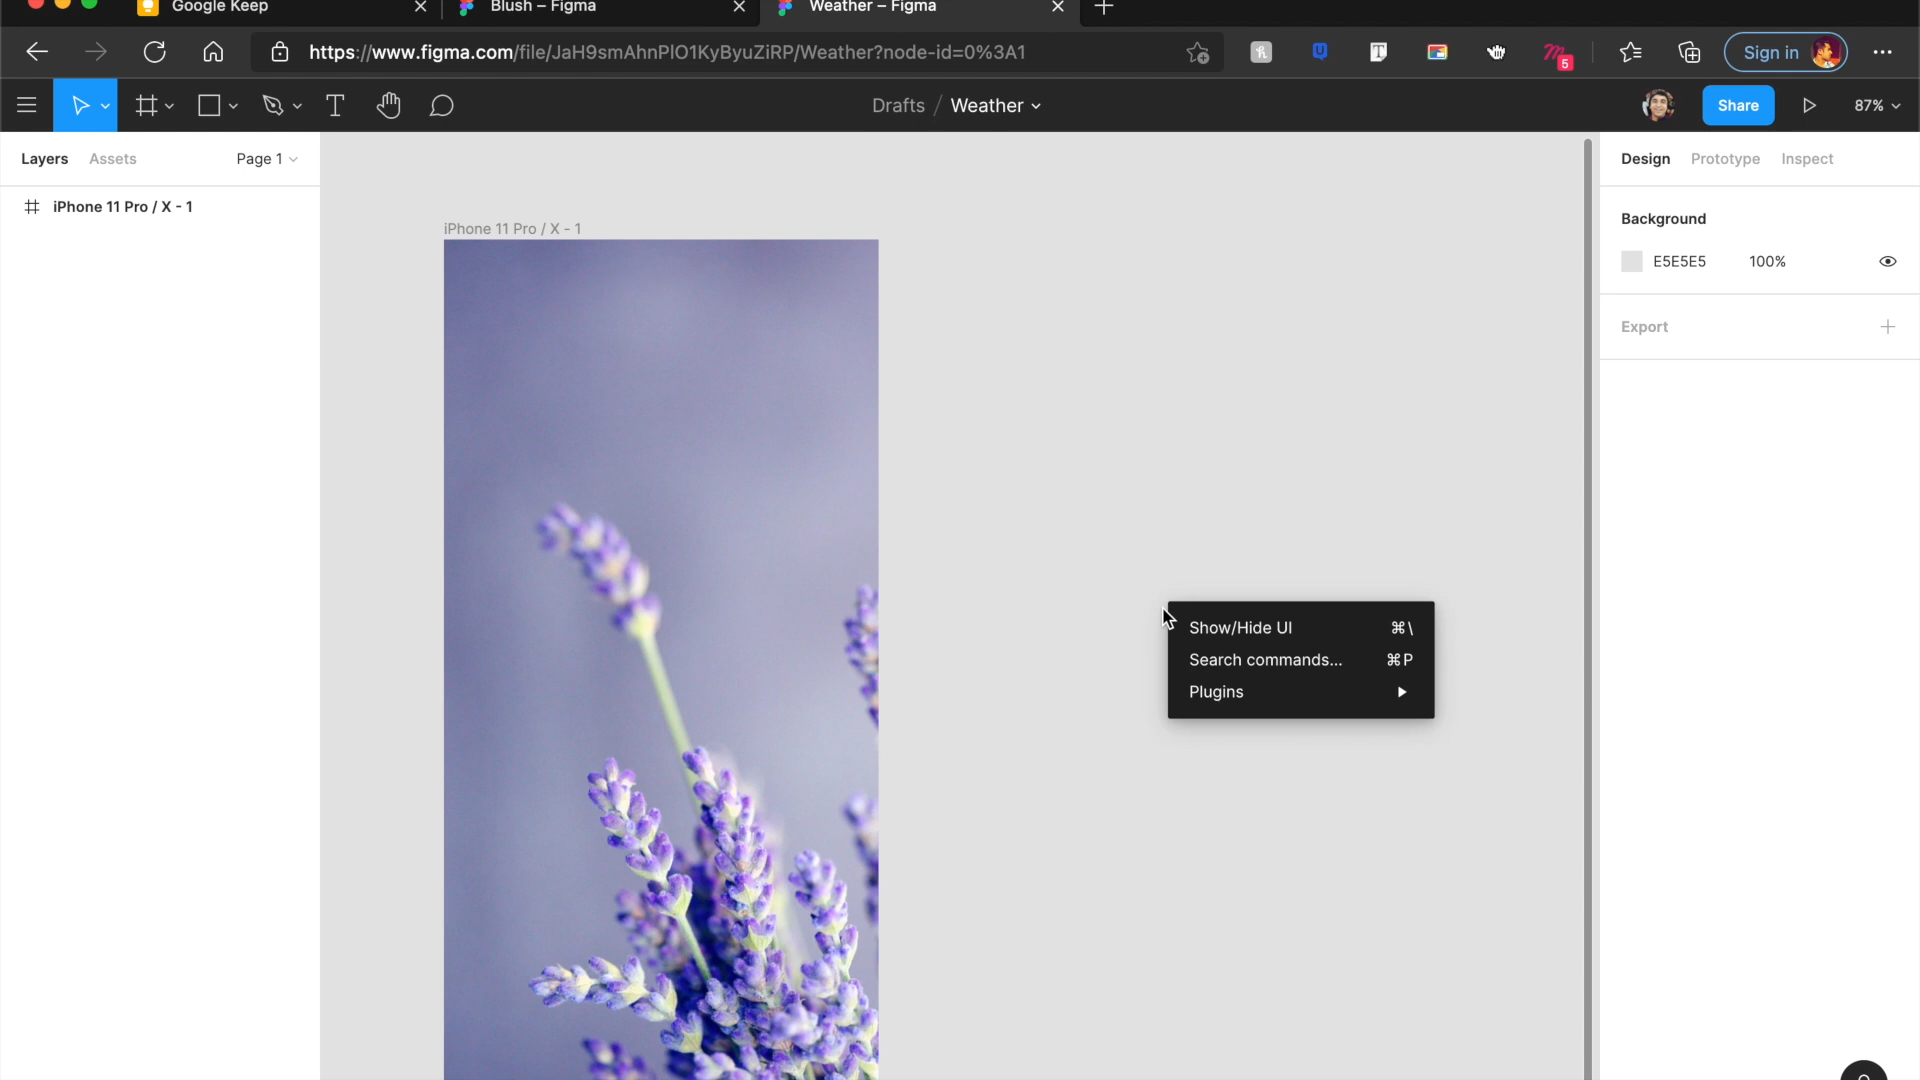 Google Keep
Blush – Figma
Weather – Figma
https://www.figma.com/file/JaH9smAhnPlO1KyByuZiRP/Weather?node-id=0%3A1
5
Sign in
Drafts / Weather
Share
87%
Layers
Assets
Page 1
Design
Prototype
Inspect
iPhone 11 Pro / X - 1
iPhone 11 Pro / X - 1
Background
E5E5E5
100%
Export
Show/Hide UI
⌘\
Search commands...
⌘P
Plugins